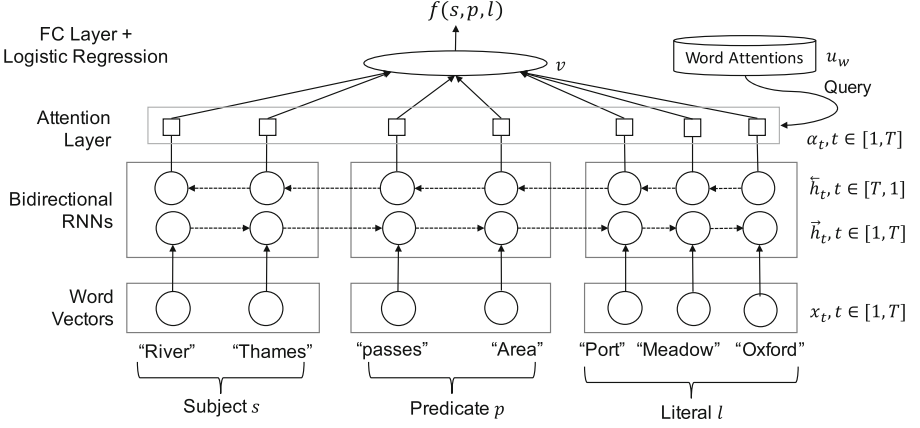 f(s, p, l)
FC Layer +
Logistic Regression
v
Word Attentions
u_w
Query
Attention
Layer
α_t, t ∈ [1, T]
Bidirectional
RNNs
h⃖_t, t ∈ [T, 1]
h⃗_t, t ∈ [1, T]
Word
Vectors
x_t, t ∈ [1, T]
“River” “Thames” “passes” “Area” “Port” “Meadow” “Oxford”
Subject s
Predicate p
Literal l